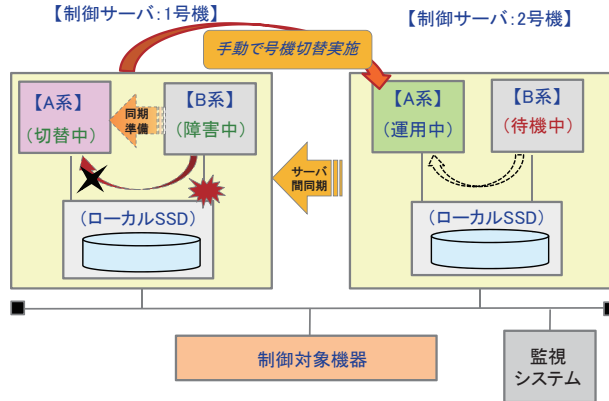 【制御サーバ:1号機】
【制御サーバ:2号機】
手動で号機切替実施
【A系】
(切替中)
同期
準備
【B系】
(障害中)
(ローカルSSD)
サーバ
間同期
【A系】
(運用中)
【B系】
(待機中)
(ローカルSSD)
制御対象機器
監視
システム